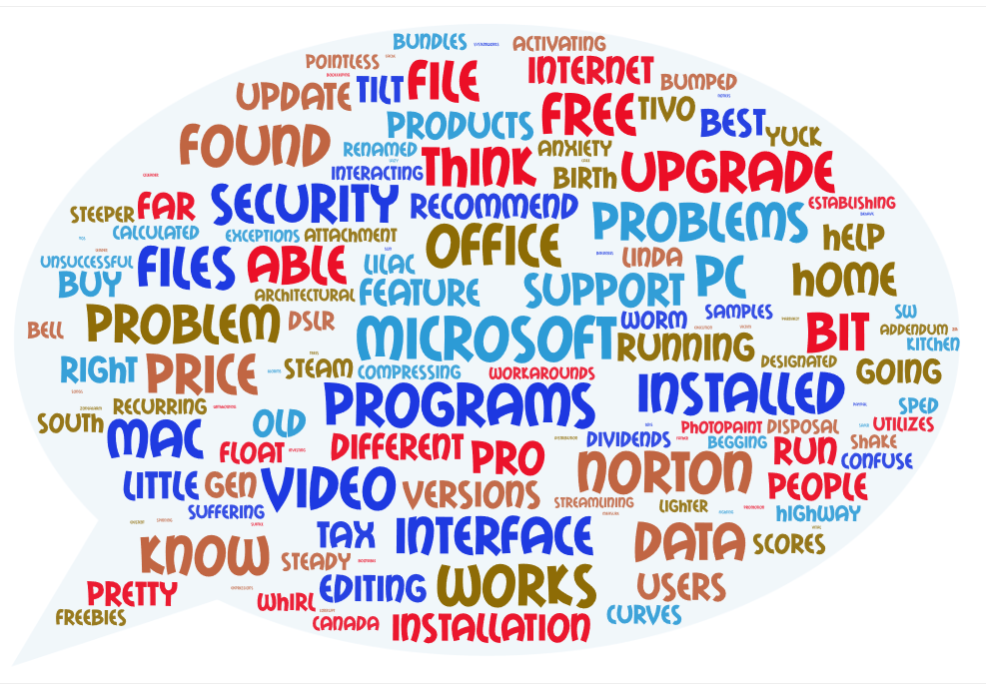 BUNDLES
ACTIVATING
POINTLESS
INTERNET
BUMPED
UPDATE
TILT
FILE
FREE
TIVO
BEST
YUCK
PRODUCTS
FOUND
RENAMED
THINK
ANXIETY
INTERACTING
BIRTH
UPGRADE
STEEPER
FAR
SECURITY
RECOMMEND
ESTABLISHING
PROBLEMS
CALCULATED
EXCEPTIONS
ATTACHMENT
OFFICE
HELP
UNSUCCESSFUL
BUY
FILES
ABLE
LILAC
LINDA
PC
HOME
ARCHITECTURAL
FEATURE
SUPPORT
SAMPLES
SW
BELL
PROBLEM
DSLR
MICROSOFT
WORM
RUNNING
BIT
ADDENDUM
KITCHEN
RIGHT
PRICE
STEAM
COMPRESSING
WORKAROUNDS
DESIGNATED
GOING
SOUTH
RECURRING
OLD
PROGRAMS
INSTALLED
SPED
UTILIZES
MAC
FLOAT
DIFFERENT
PRO
DIVIDENDS
PHOTOPAINT
DISPOSAL
BEGGING
RUN
SHAKE
CONFUSE
LITTLE
GEN
VIDEO
VERSIONS
NORTON
PEOPLE
SUFFERING
STREAMLINING
LIGHTER
HIGHWAY
TAX
INTERFACE
DATA
SCORES
KNOW
STEADY
PRETTY
WHIRL
EDITING
WORKS
USERS
FREEBIES
CANADA
INSTALLATION
CURVES